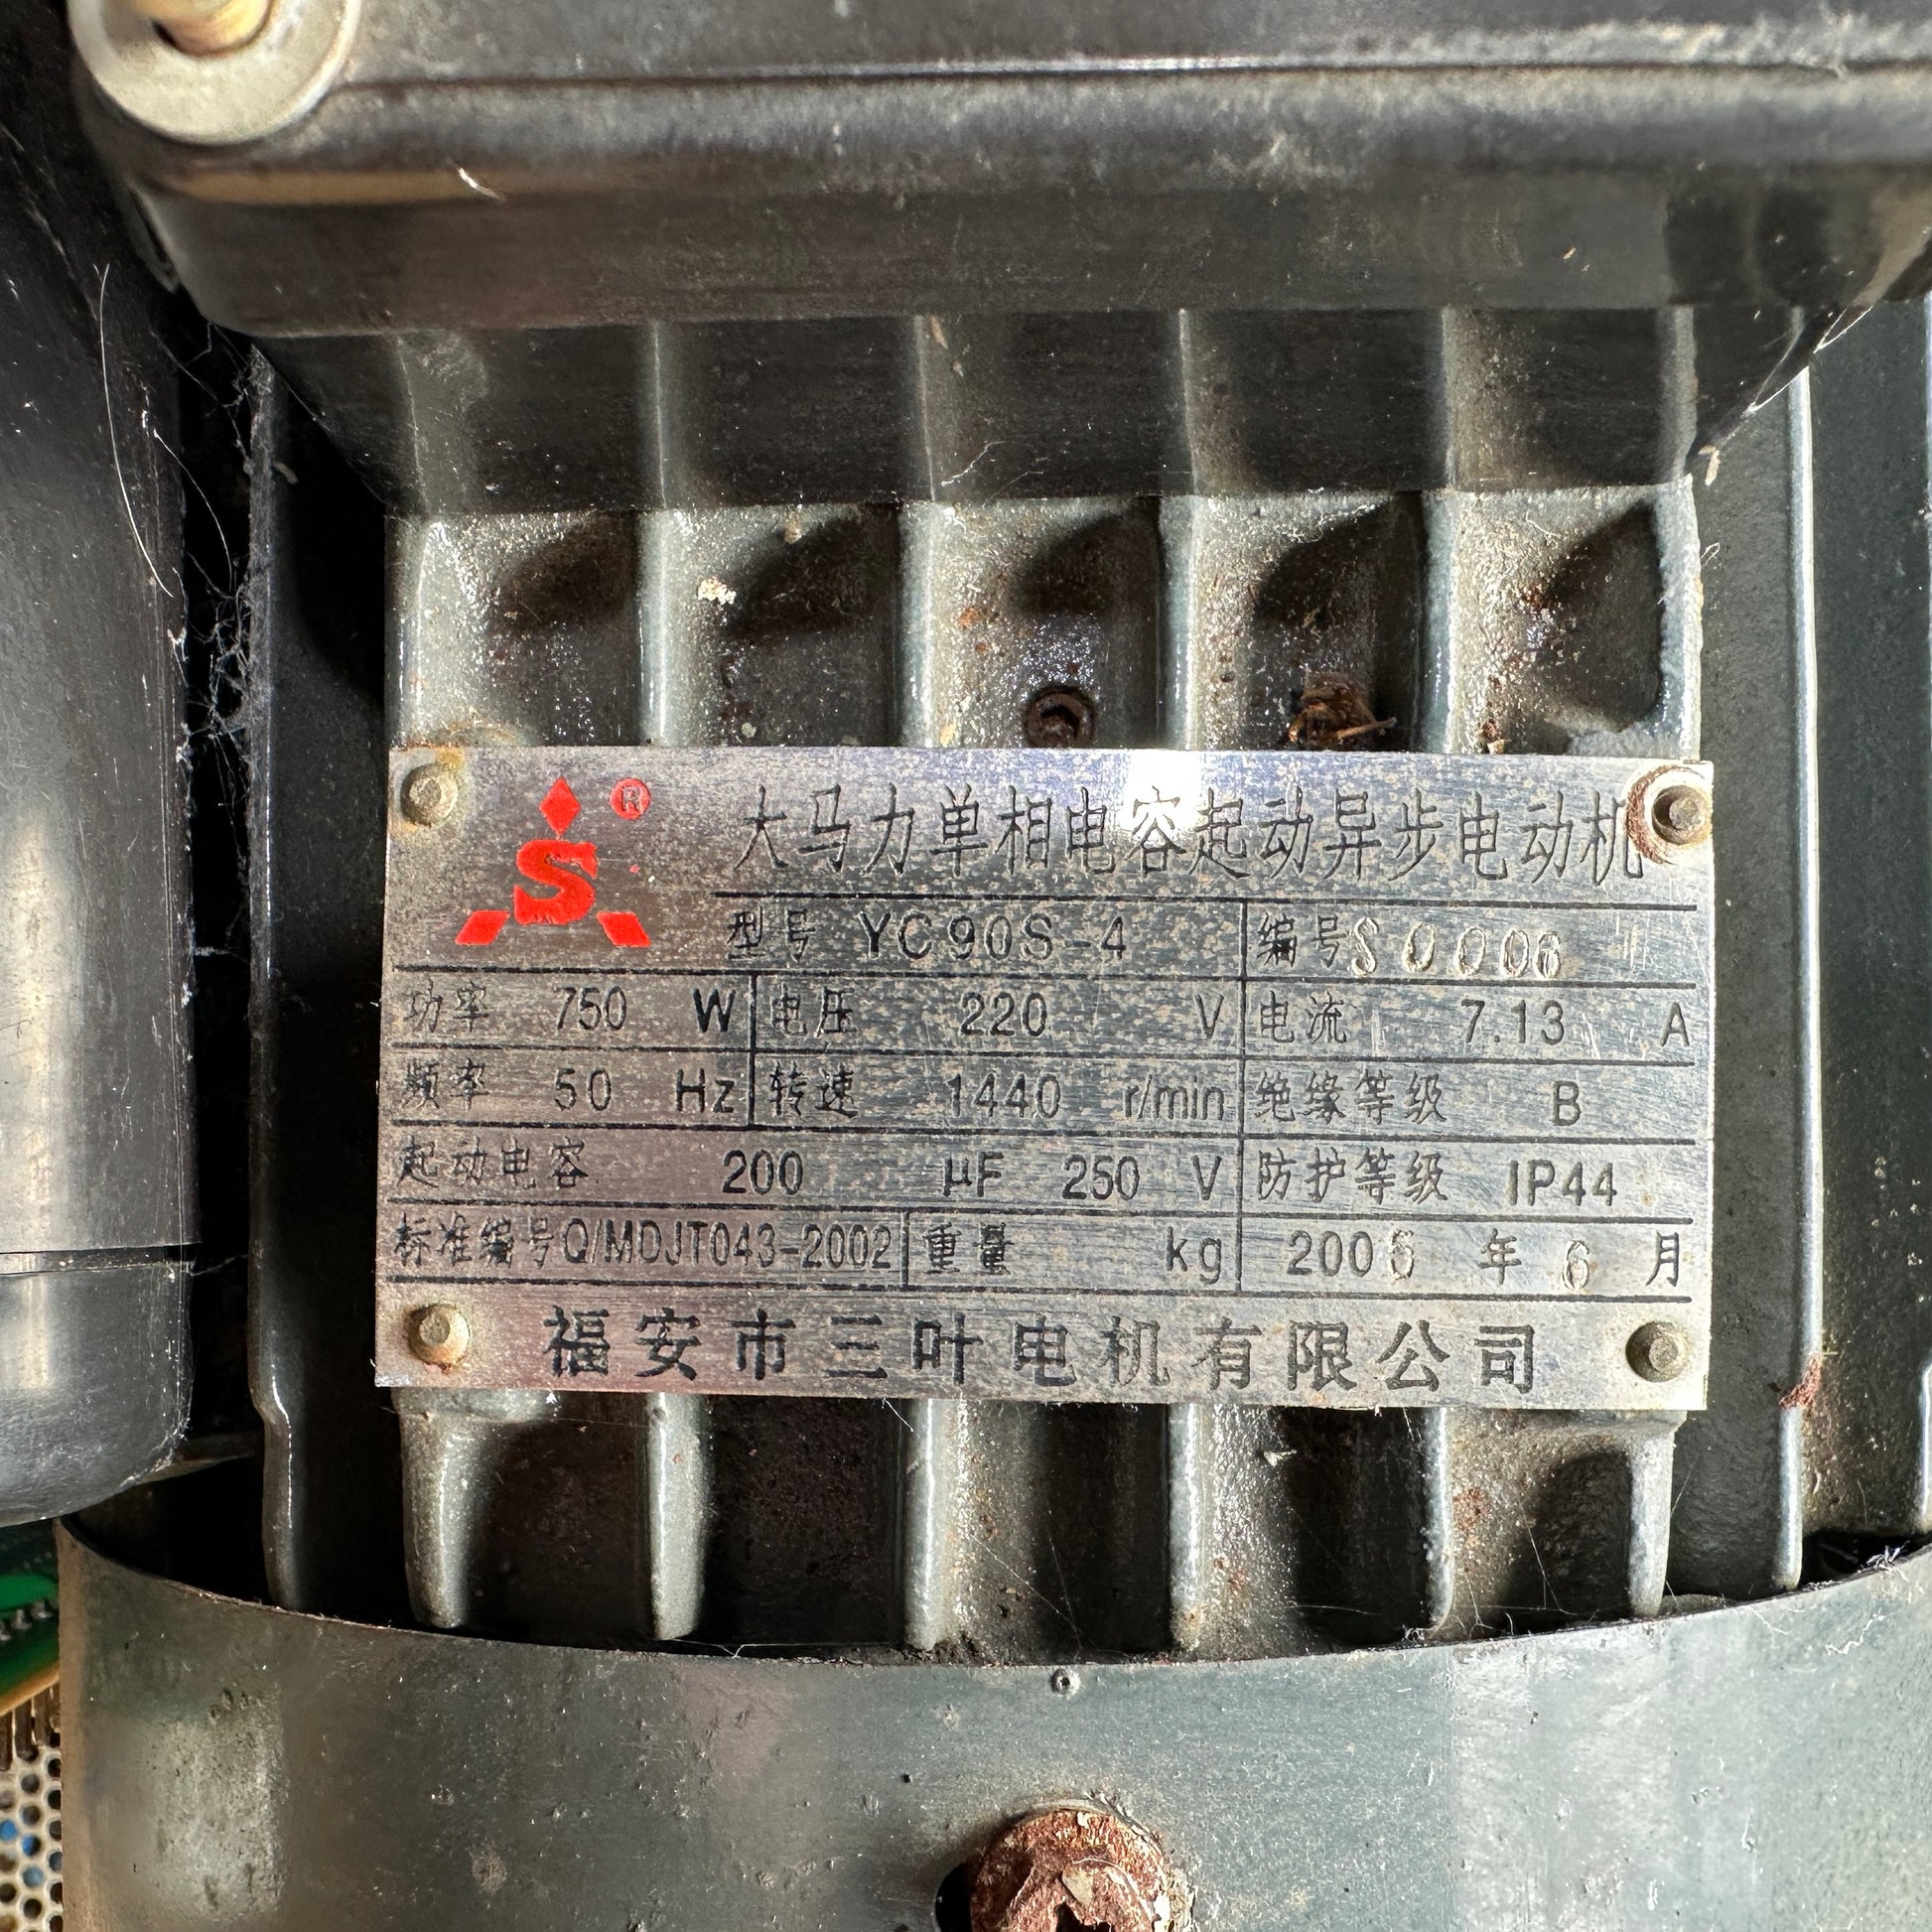 S ®
大马力单相电容起动异步电动机
型号 YC90S-4 编号 S0006
功率 750 W 电压 220 V 电流 7.13 A
频率 50 Hz 转速 1440 r/min 绝缘等级 B
起动电容 200 μF 250 V 防护等级 IP44
标准编号Q/MDJT043-2002 重量 kg 2006 年 6 月
福安市三叶电机有限公司